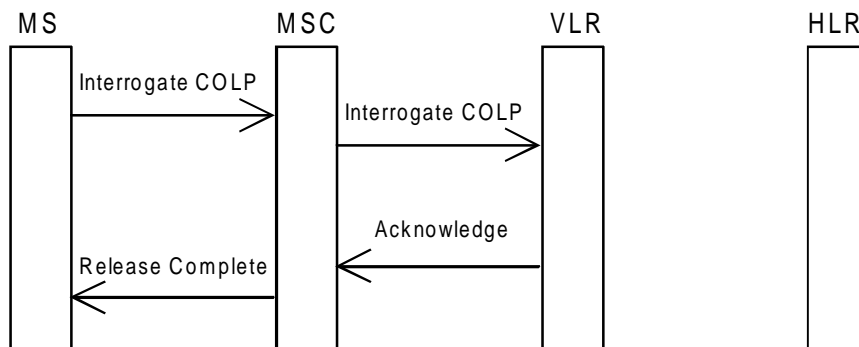 MS MSC VLR HLR
Interrogate COLP
Interrogate COLP
Acknowledge
Release Complete